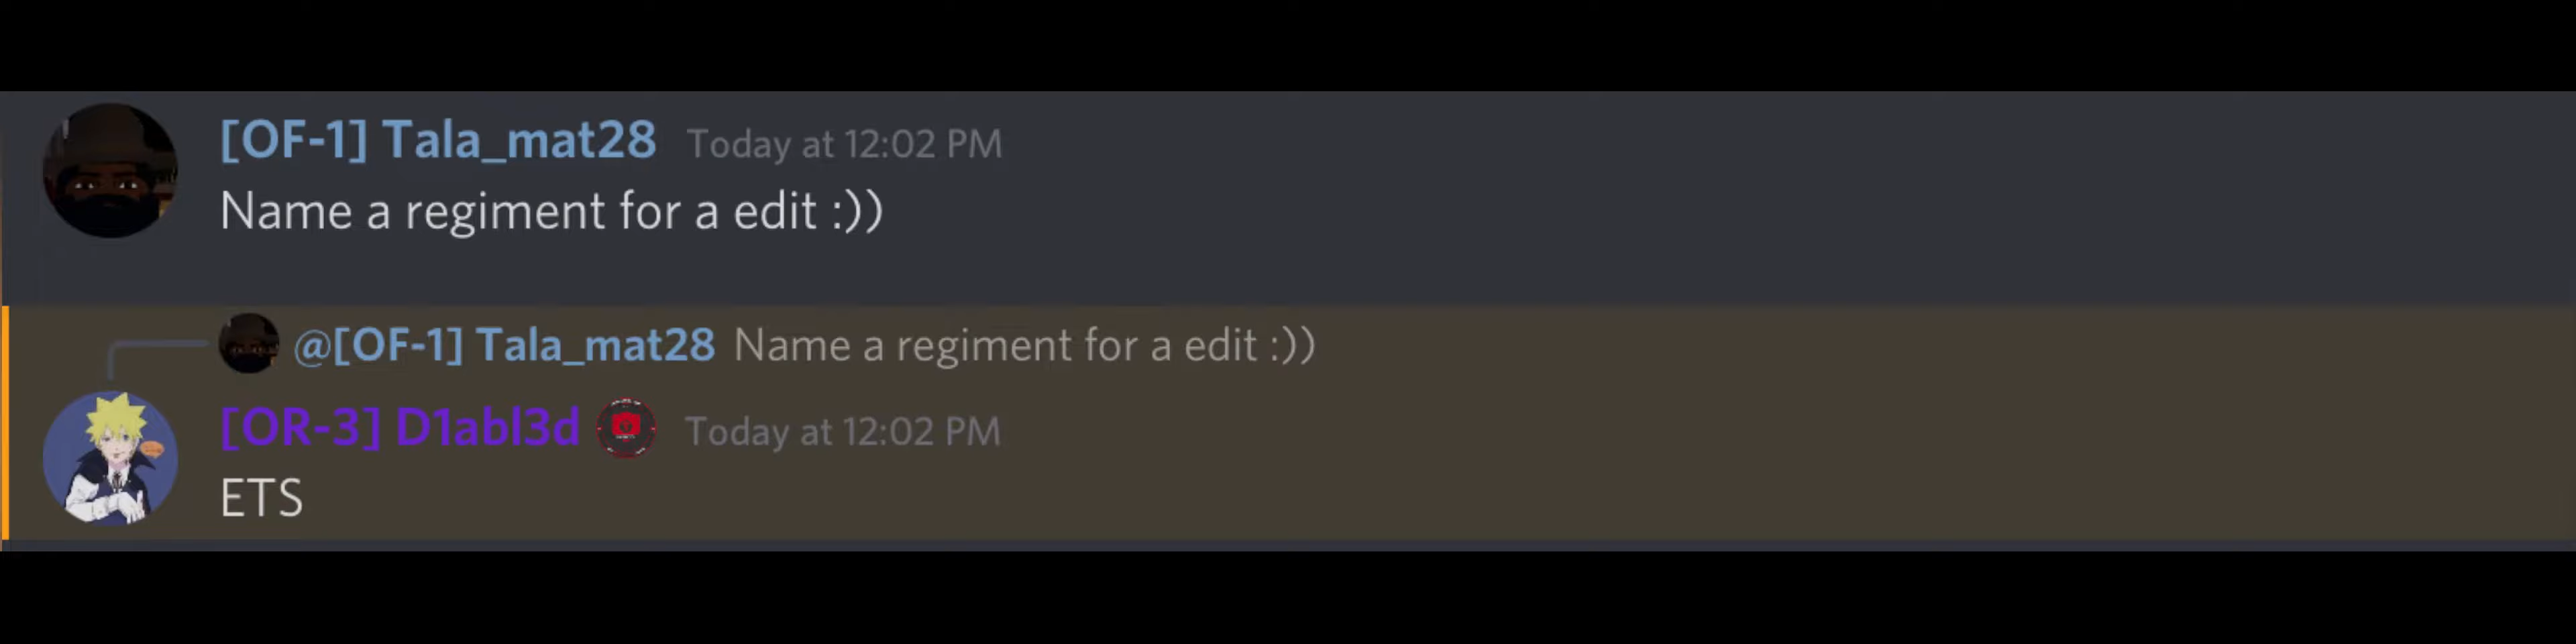 [OF-1] Tala_mat28 Today at 12:02 PM
Name a regiment for a edit :))
@[OF-1] Tala_mat28 Name a regiment for a edit :))
[OR-3] D1abl3d Today at 12:02 PM
ETS